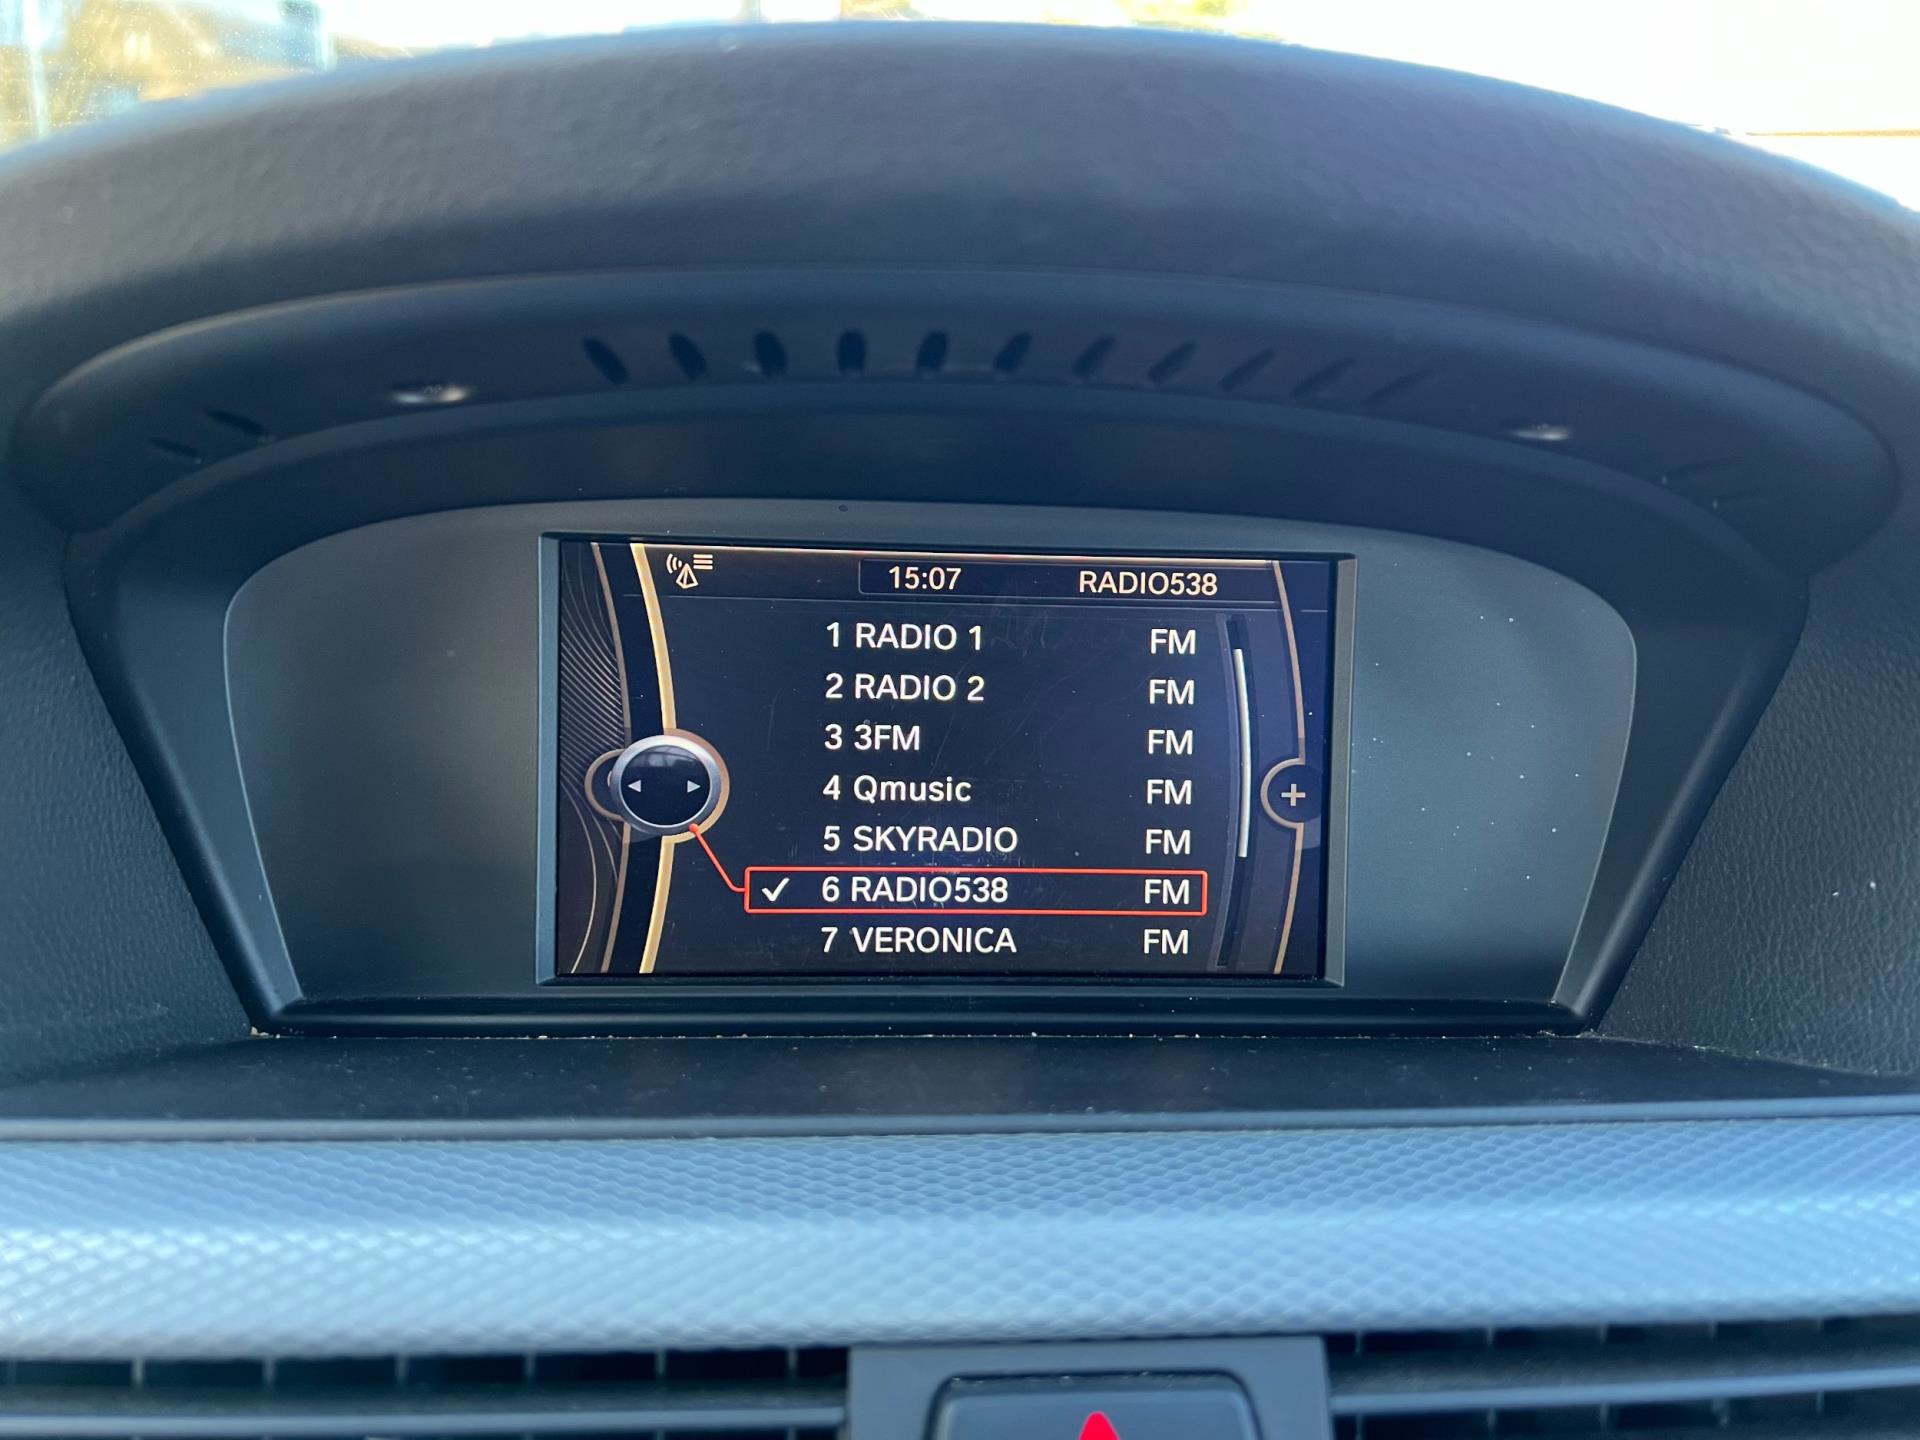 15:07 RADIO538
1 RADIO 1 FM
2 RADIO 2 FM
3 3FM FM
4 Qmusic FM
5 SKYRADIO FM
✓ 6 RADIO538 FM
7 VERONICA FM
+